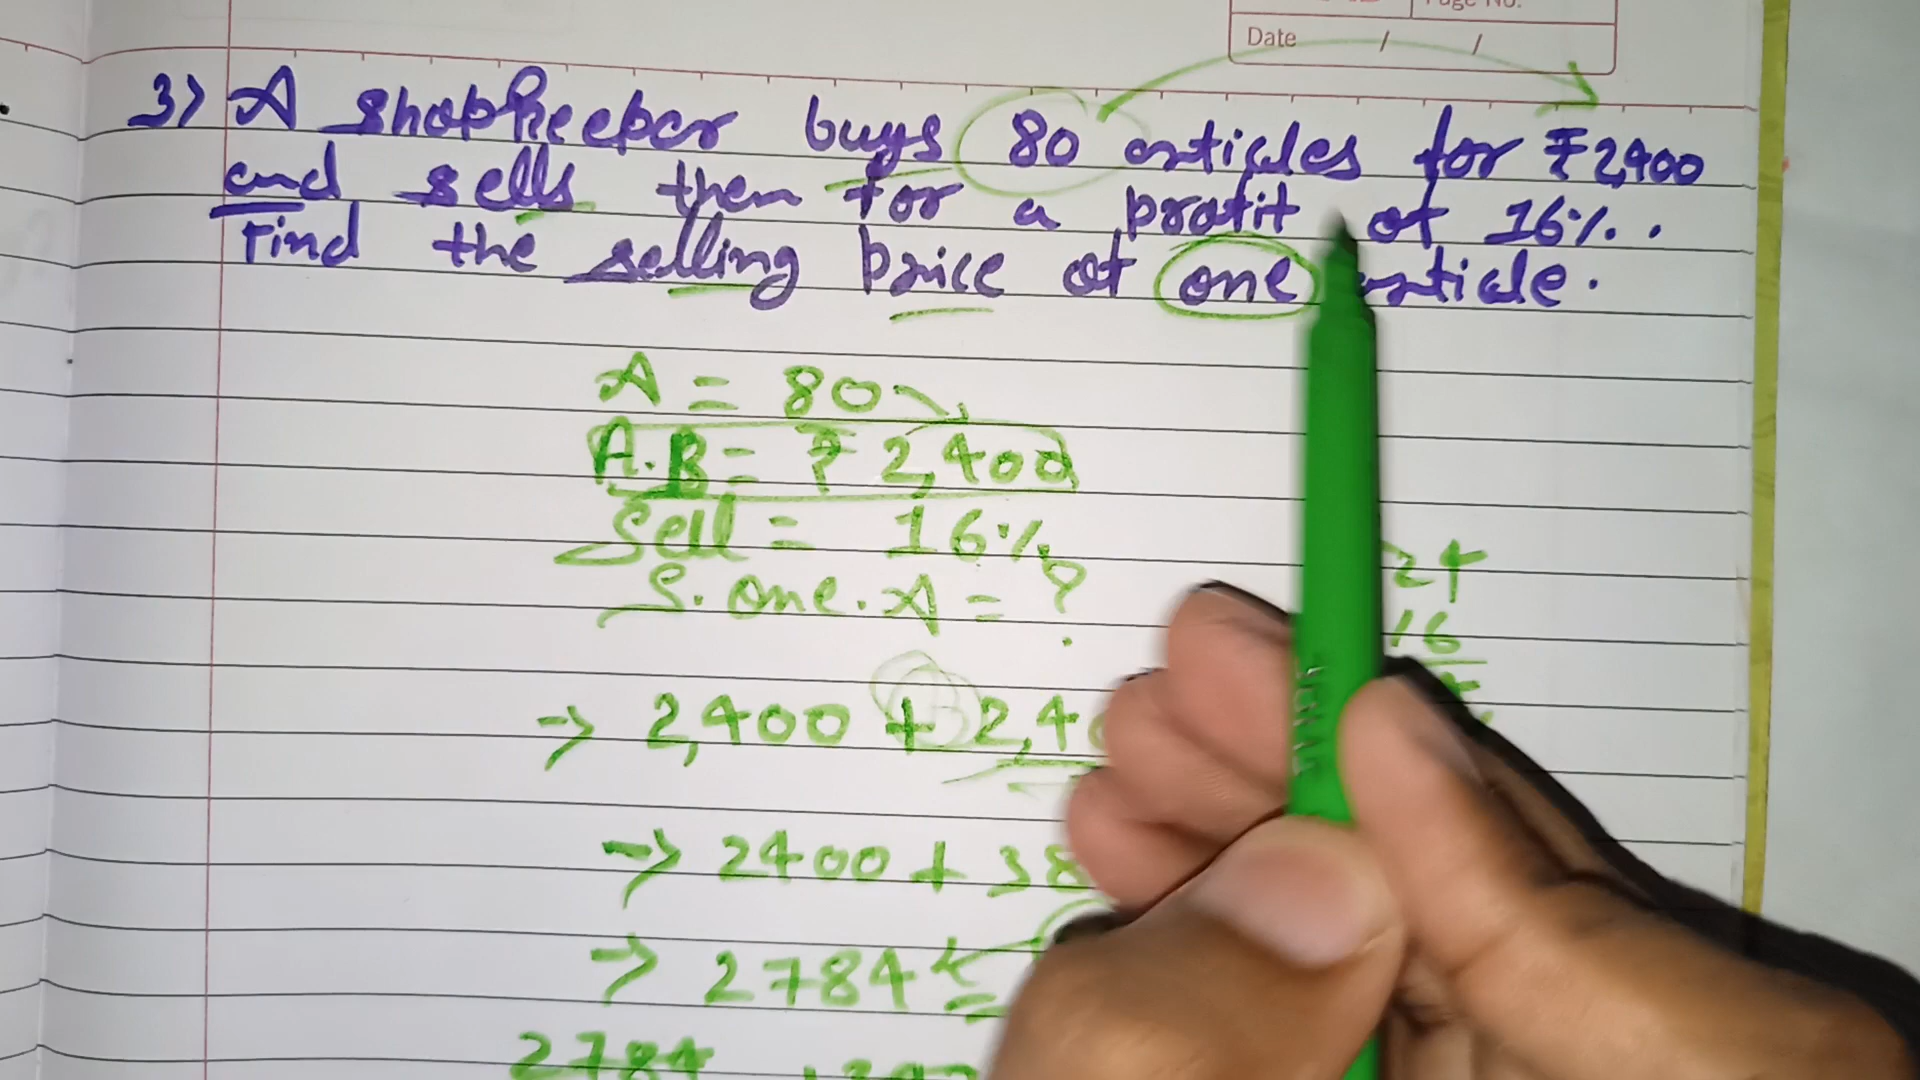 Page No.
Date / /
3) A shopkeeper buys 80 articles for ₹2,400
and sells them for a profit of 16%..
Find the selling price of one article.
A = 80
A.B = ₹ 2,400
Sell = 16%
S. one. A = ?
24
16
→ 2,400 + 2,4
→ 2400 + 38
→ 2784
2784